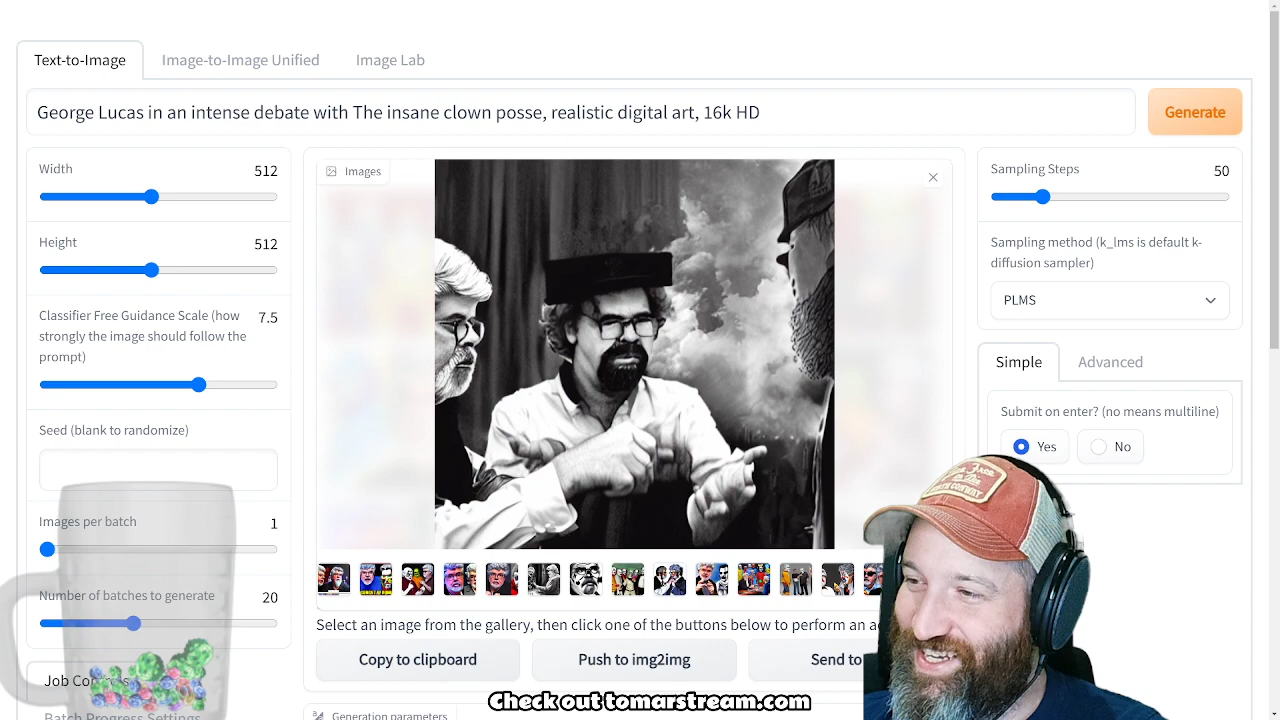 Text-to-Image
Image-to-Image Unified
Image Lab
George Lucas in an intense debate with The insane clown posse, realistic digital art, 16k HD
Generate
Width
512
Height
512
Classifier Free Guidance Scale (how
strongly the image should follow the
prompt)
7.5
Seed (blank to randomize)
Images per batch
1
Number of batches to generate
20
Job Co
Batch Progress Settings
Images
Select an image from the gallery, then click one of the buttons below to perform an a
Copy to clipboard
Push to img2img
Send to
Generation parameters
Sampling Steps
50
Sampling method (k_lms is default k-
diffusion sampler)
PLMS
Simple
Advanced
Submit on enter? (no means multiline)
Yes
No
Check out tomarstream.com